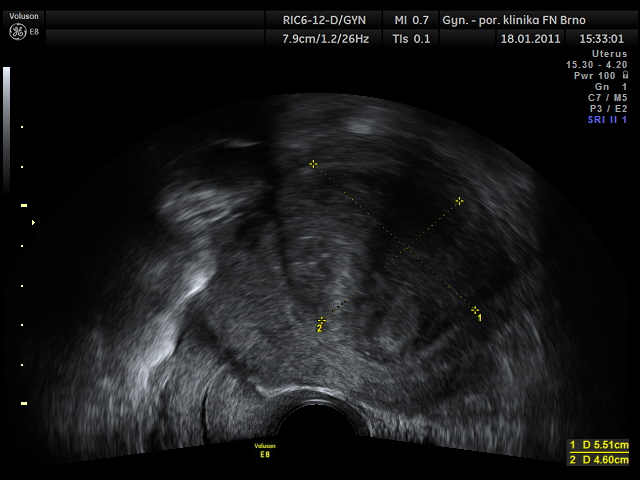 Voluson
GE E8
RIC6-12-D/GYN MI 0.7 Gyn. - por. klinika FN Brno
7.9cm/1.2/26Hz TIs 0.1 18.01.2011 15:33:01
Uterus
15.30 - 4.20
Pwr 100
Gn 1
C7 / M5
P3 / E2
SRI II 1
1
2
Voluson
E8
1 D 5.51cm
2 D 4.60cm